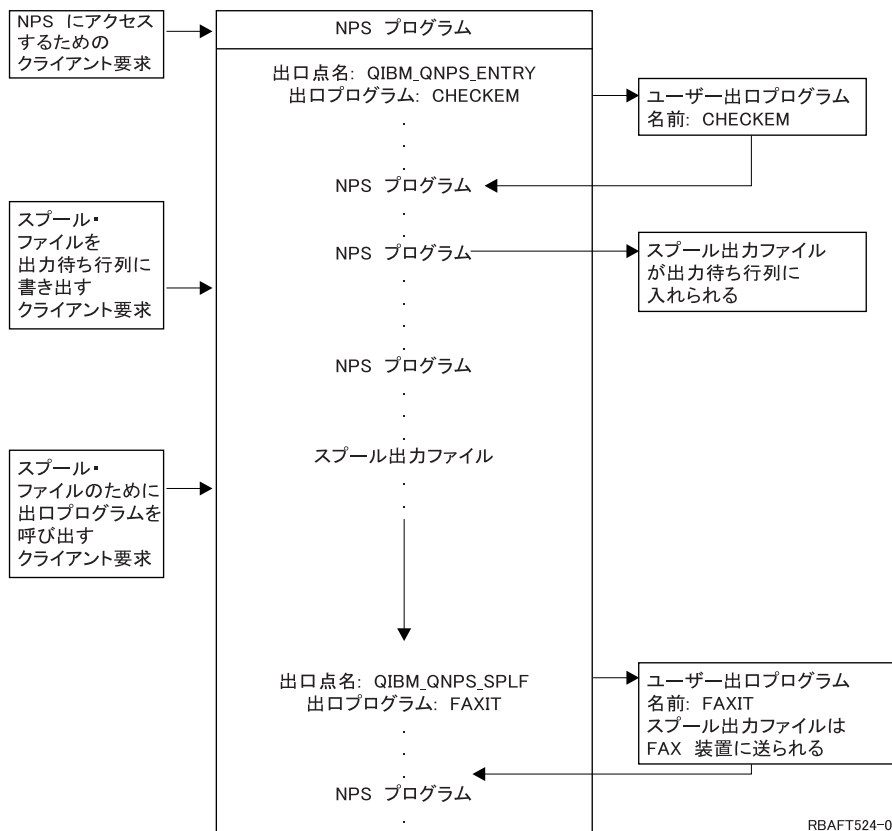 NPS にアクセス
するための
クライアント要求
NPS プログラム
出口点名: QIBM_QNPS_ENTRY
出口プログラム: CHECKEM
ユーザー出口プログラム
名前: CHECKEM
NPS プログラム
スプール・
ファイルを
出力待ち行列に
書き出す
クライアント要求
NPS プログラム
スプール出力ファイル
が出力待ち行列に
入れられる
NPS プログラム
スプール出力ファイル
スプール・
ファイルのために
出口プログラムを
呼び出す
クライアント要求
出口点名: QIBM_QNPS_SPLF
出口プログラム: FAXIT
ユーザー出口プログラム
名前: FAXIT
スプール出力ファイルは
FAX 装置に送られる
NPS プログラム
RBAFT524-0